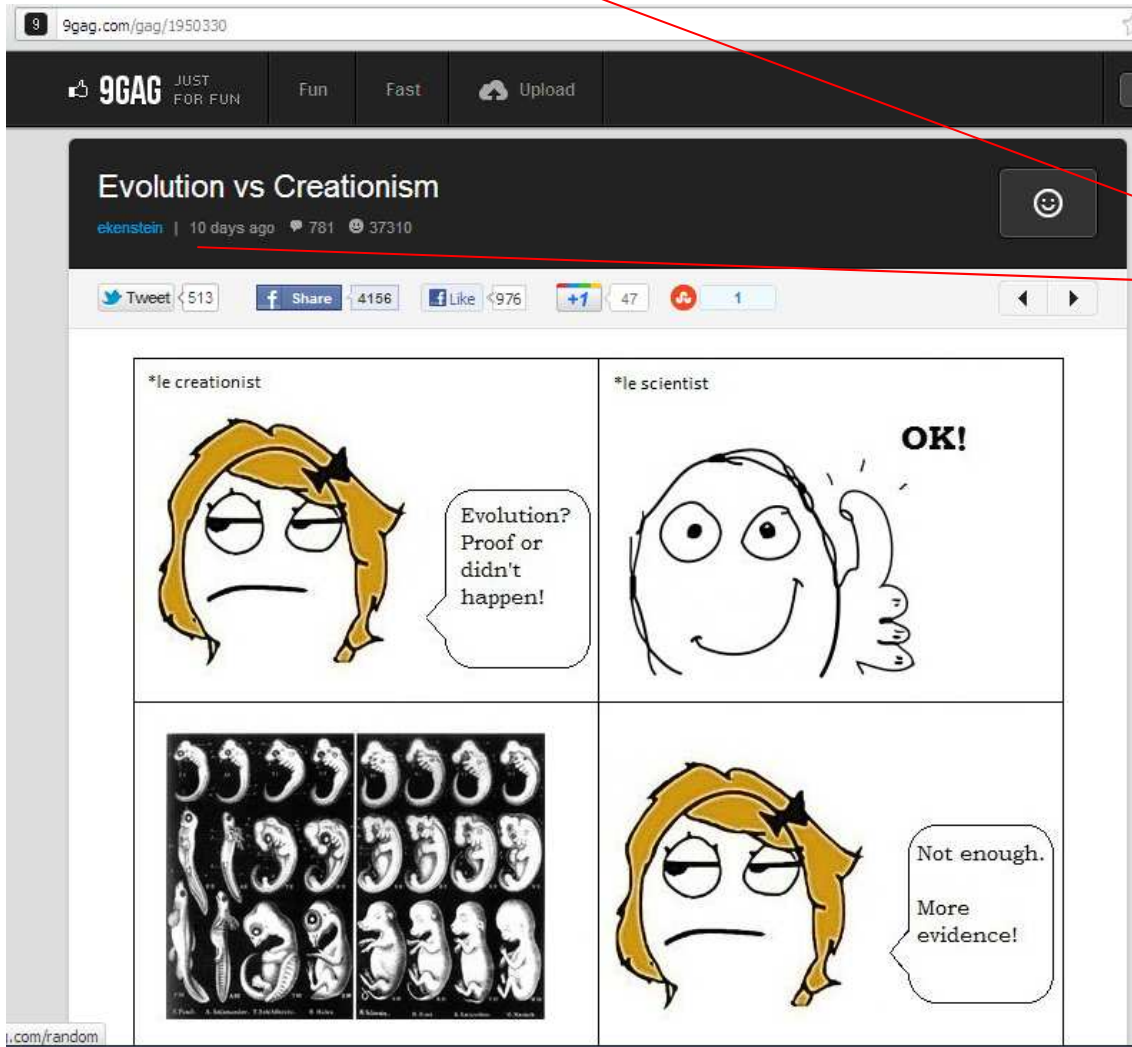 9 9gag.com/gag/1950330
9GAG JUST FOR FUN Fun Fast Upload
Evolution vs Creationism
ekenstein | 10 days ago 781 37310
Tweet 513 f Share 4156 f Like 976 +1 47 1
*le creationist
Evolution?
Proof or
didn't
happen!
*le scientist
OK!
Not enough.
More
evidence!
.com/random